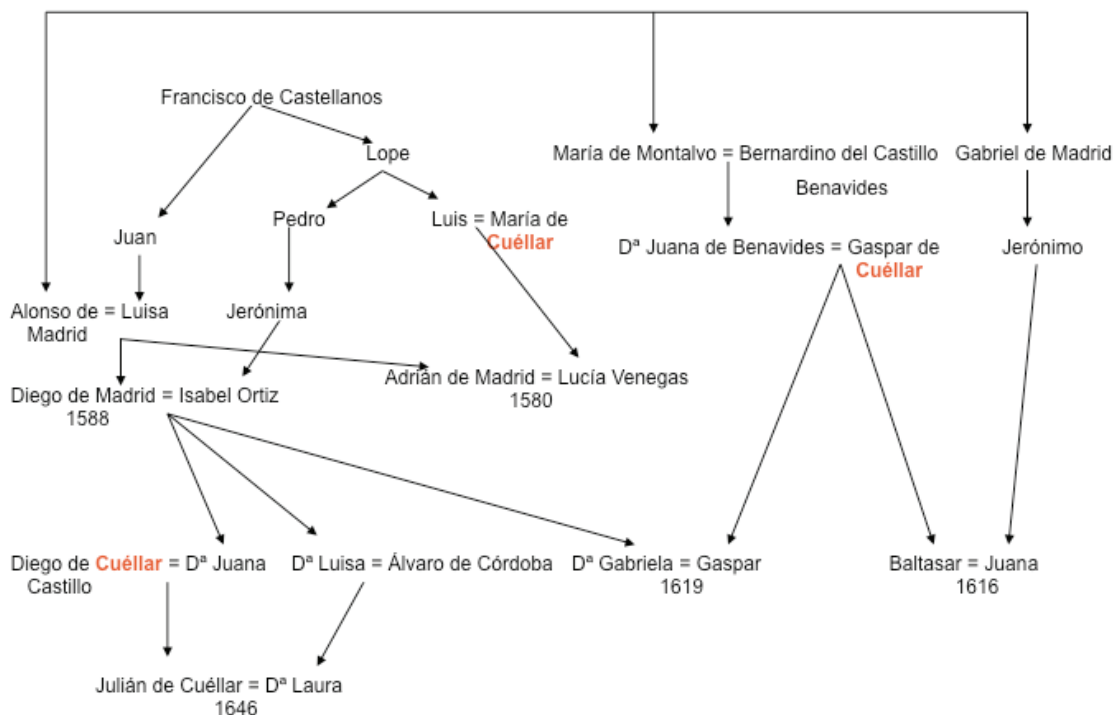 Francisco de Castellanos
Lope
María de Montalvo = Bernardino del Castillo
Benavides
Gabriel de Madrid
Juan
Pedro
Luis = María de
Cuéllar
Dª Juana de Benavides = Gaspar de
Cuéllar
Jerónimo
Alonso de = Luisa
Madrid
Jerónima
Diego de Madrid = Isabel Ortiz
1588
Adrián de Madrid = Lucía Venegas
1580
Diego de Cuéllar = Dª Juana
Castillo
Dª Luisa = Álvaro de Córdoba
Dª Gabriela = Gaspar
1619
Baltasar = Juana
1616
Julián de Cuéllar = Dª Laura
1646